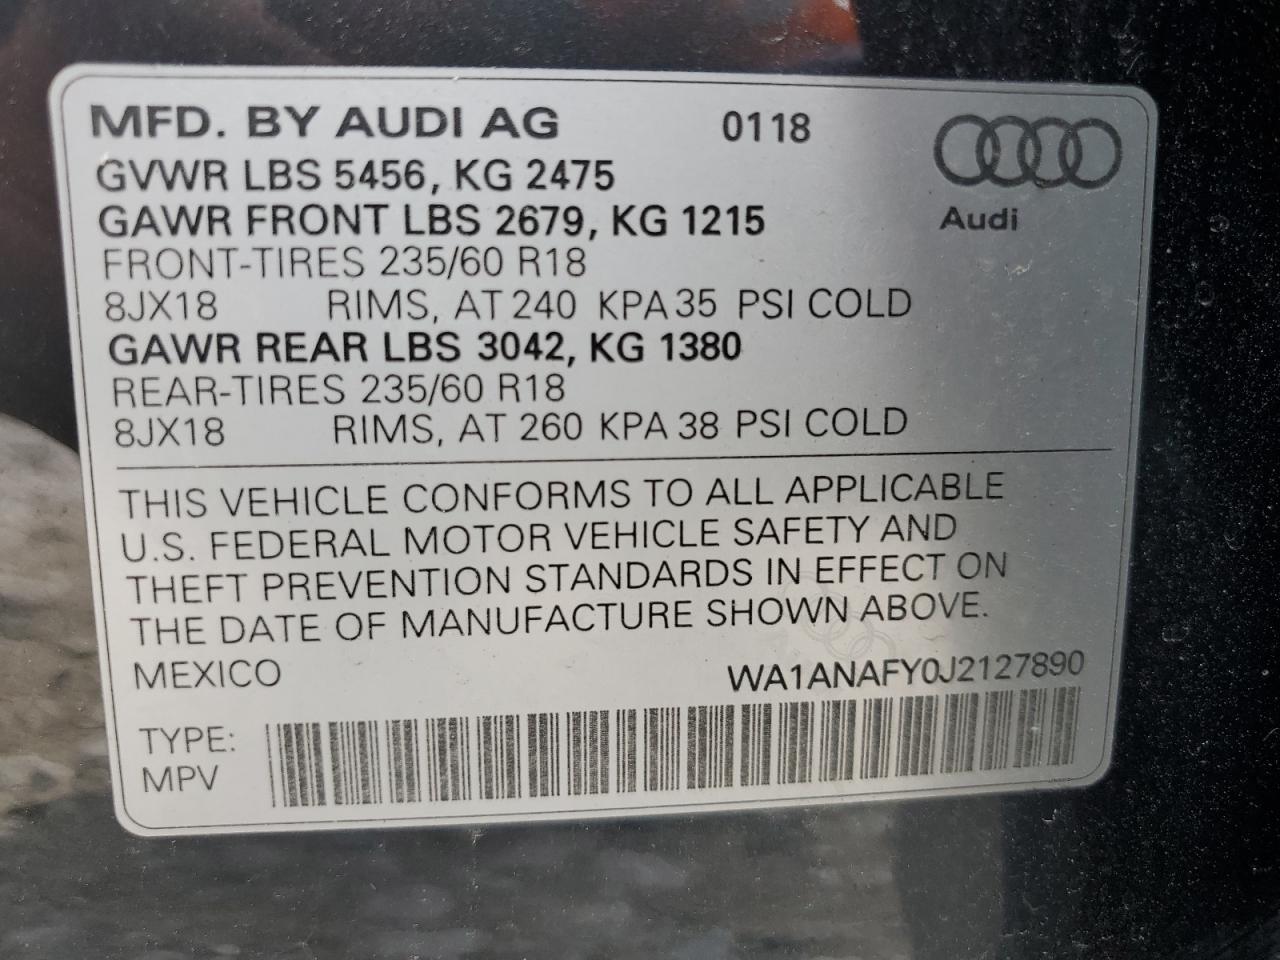 MFD. BY AUDI AG 0118
GVWR LBS 5456, KG 2475
GAWR FRONT LBS 2679, KG 1215
Audi
FRONT-TIRES 235/60 R18
8JX18 RIMS, AT 240 KPA 35 PSI COLD
GAWR REAR LBS 3042, KG 1380
REAR-TIRES 235/60 R18
8JX18 RIMS, AT 260 KPA 38 PSI COLD
THIS VEHICLE CONFORMS TO ALL APPLICABLE
U.S. FEDERAL MOTOR VEHICLE SAFETY AND
THEFT PREVENTION STANDARDS IN EFFECT ON
THE DATE OF MANUFACTURE SHOWN ABOVE.
MEXICO WA1ANAFY0J2127890
TYPE:
MPV